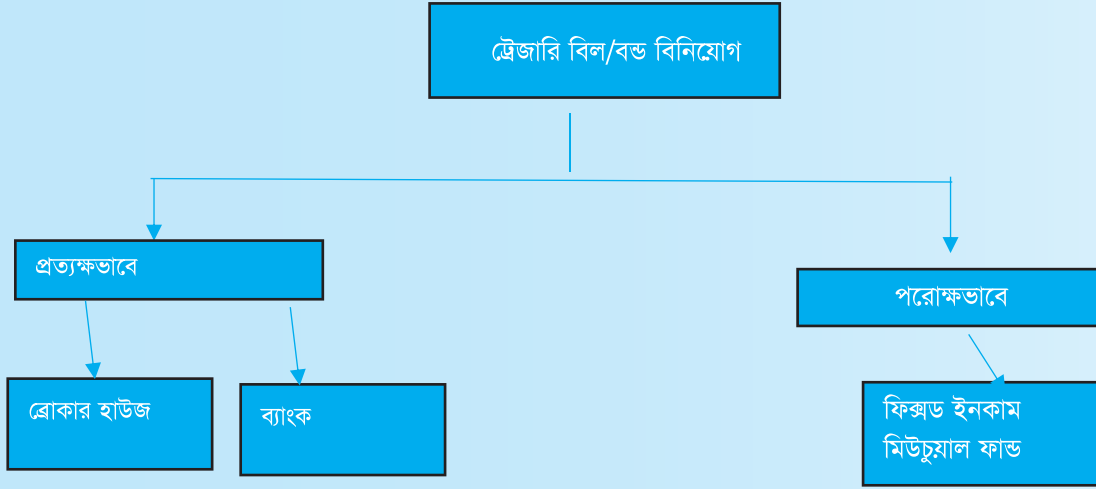 ট্রেজারি বিল/বন্ড বিনিয়োগ
প্রত্যক্ষভাবে
পরোক্ষভাবে
ব্রোকার হাউজ
ব্যাংক
ফিক্সড ইনকাম
মিউচুয়াল ফান্ড